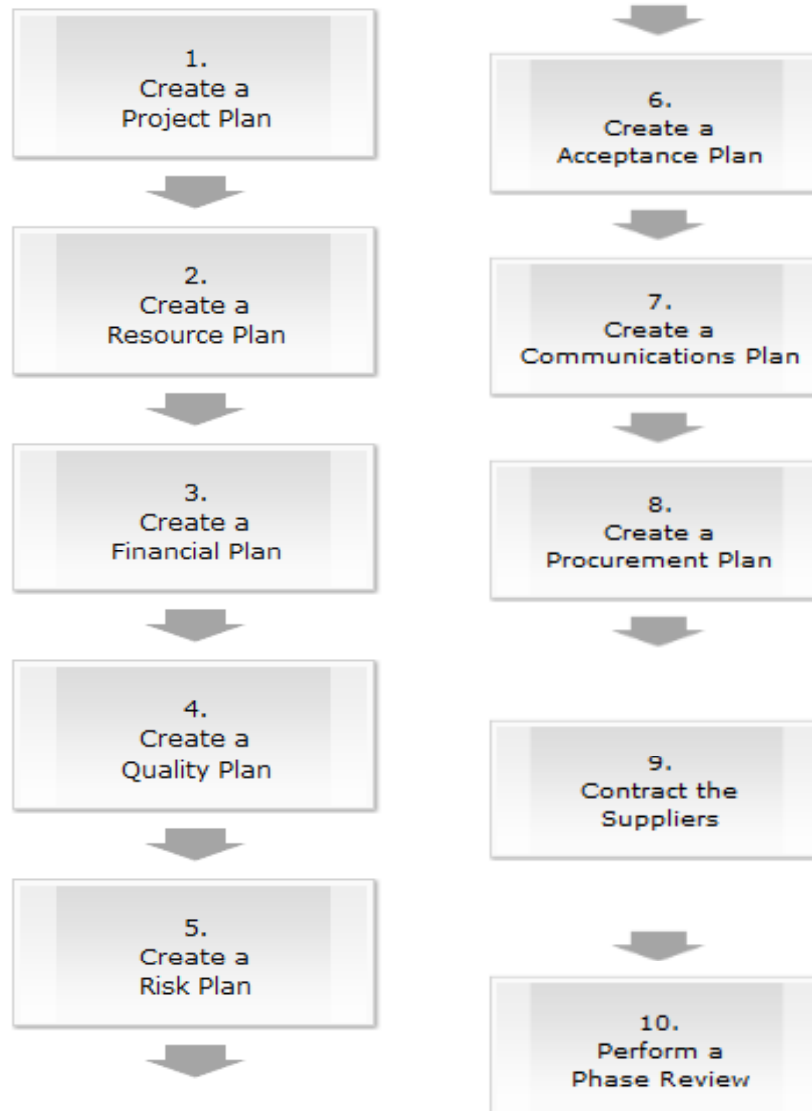 1.
Create a
Project Plan
2.
Create a
Resource Plan
3.
Create a
Financial Plan
4.
Create a
Quality Plan
5.
Create a
Risk Plan
6.
Create a
Acceptance Plan
7.
Create a
Communications Plan
8.
Create a
Procurement Plan
9.
Contract the
Suppliers
10.
Perform a
Phase Review